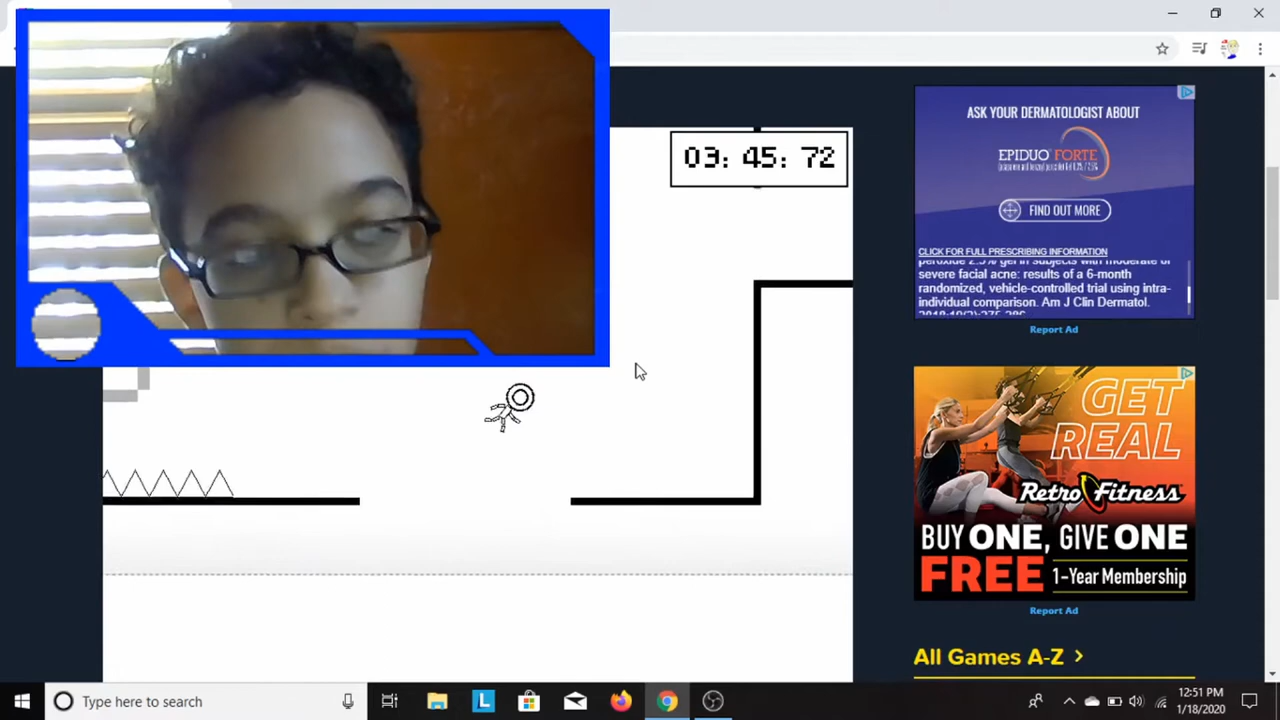 03: 45: 72
ASK YOUR DERMATOLOGIST ABOUT
EPIDUO FORTE
FIND OUT MORE
CLICK FOR FULL PRESCRIBING INFORMATION
severe facial acne: results of a 6-month
randomized, vehicle-controlled trial using intra-
individual comparison. Am J Clin Dermatol.
Report Ad
GET
REAL
Retro Fitness
BUY ONE, GIVE ONE
FREE 1-Year Membership
Report Ad
All Games A-Z >
Type here to search
L
12:51 PM
1/18/2020